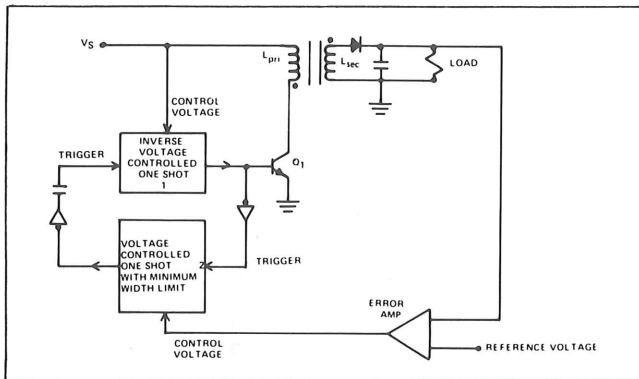 VS
Lpri
Lsec
LOAD
CONTROL
VOLTAGE
TRIGGER
INVERSE
VOLTAGE
CONTROLLED
ONE SHOT
1
Q1
VOLTAGE
CONTROLLED
ONE SHOT
WITH MINIMUM
WIDTH LIMIT
2
TRIGGER
CONTROL
VOLTAGE
ERROR
AMP
REFERENCE VOLTAGE